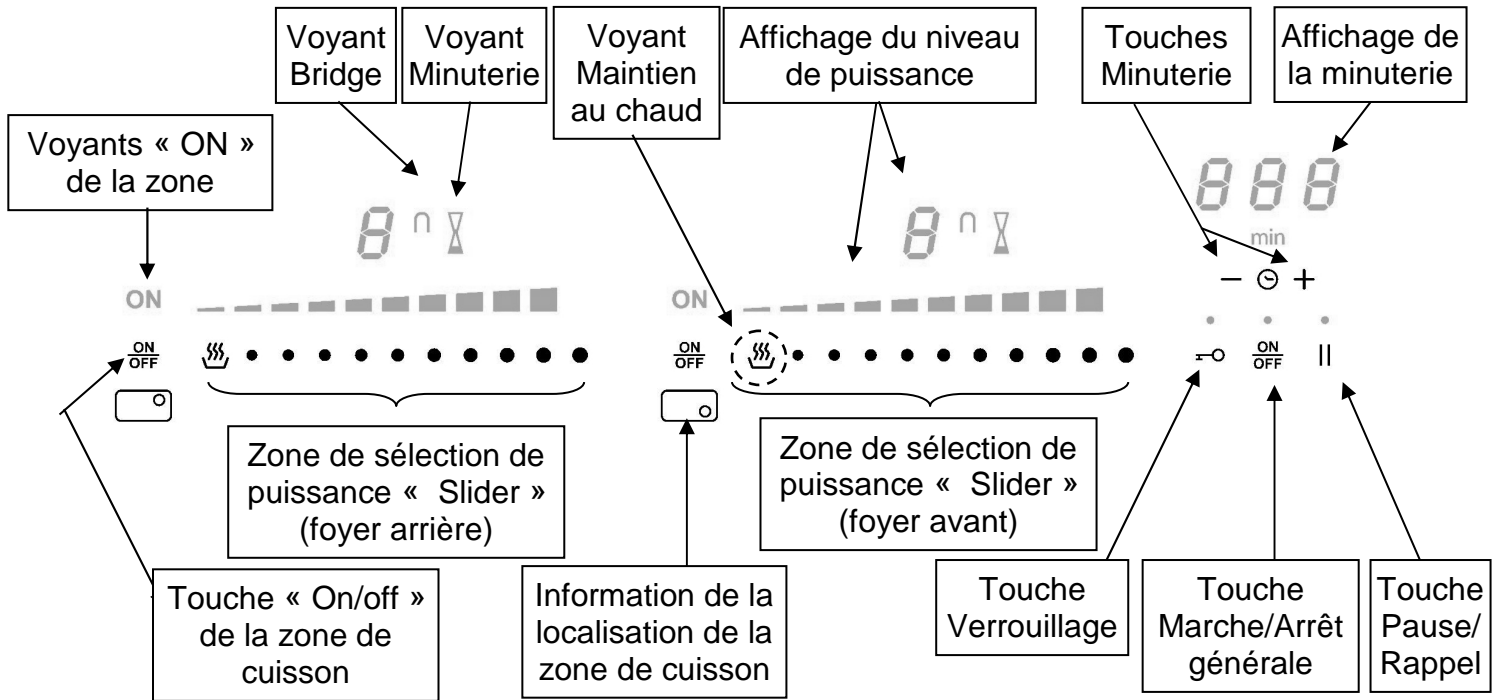 Voyant
Bridge
Voyant
Minuterie
Voyant
Maintien
au chaud
Affichage du niveau
de puissance
Touches
Minuterie
Affichage de
la minuterie
Voyants « ON »
de la zone
8
8
888
min
ON
ON
ON
OFF
ON
OFF
ON
OFF
Zone de sélection de
puissance « Slider »
(foyer arrière)
Zone de sélection de
puissance « Slider »
(foyer avant)
Touche « On/off »
de la zone de
cuisson
Information de la
localisation de la
zone de cuisson
Touche
Verrouillage
Touche
Marche/Arrêt
générale
Touche
Pause/
Rappel